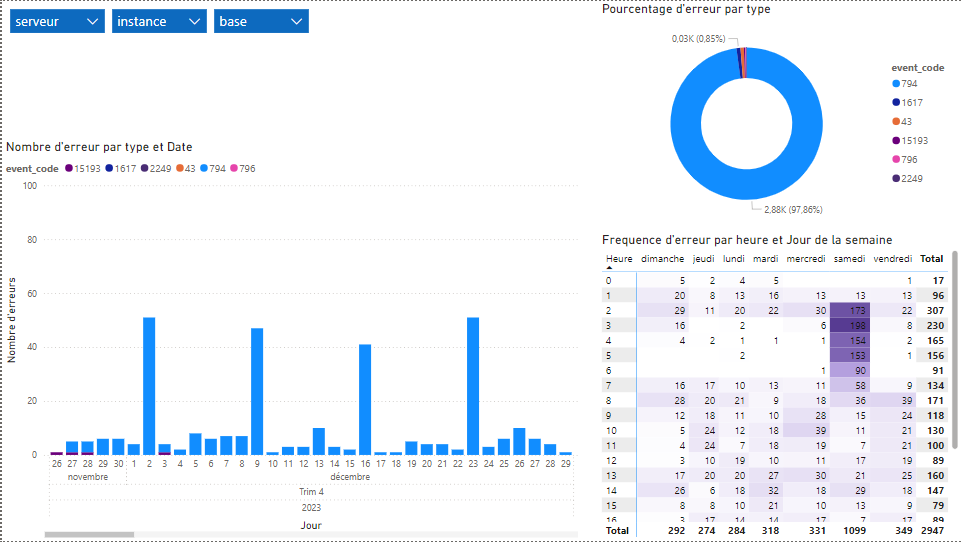 serveur instance base
Pourcentage d'erreur par type
0,03K (0,85%)
event_code
794
1617
43
15193
796
2249
2,88K (97,86%)
Nombre d'erreur par type et Date
event_code 15193 1617 2249 43 794 796
Nombre d'erreurs
100
80
60
40
20
0
26 27 28 29 30 1 2 3 4 5 6 7 8 9 10 11 12 13 14 15 16 17 18 19 20 21 22 23 24 25 26 27 28 29
novembre décembre
Trim 4
2023
Jour
Frequence d'erreur par heure et Jour de la semaine
Heure dimanche jeudi lundi mardi mercredi samedi vendredi Total
0 5 2 4 5 1 17
1 20 8 13 16 13 13 13 96
2 29 11 20 22 30 173 22 307
3 16 2 6 198 8 230
4 4 2 1 1 1 154 2 165
5 2 153 1 156
6 1 90 91
7 16 17 10 13 11 58 9 134
8 28 20 21 9 18 36 39 171
9 12 18 11 10 28 15 24 118
10 5 24 12 18 39 11 21 130
11 4 24 7 18 19 7 21 100
12 3 10 19 10 11 17 19 89
13 17 20 20 27 30 21 25 160
14 26 6 18 32 18 29 18 147
15 8 8 10 21 10 13 9 79
16 3 17 14 14 17 7 17 89
Total 292 274 284 318 331 1099 349 2947